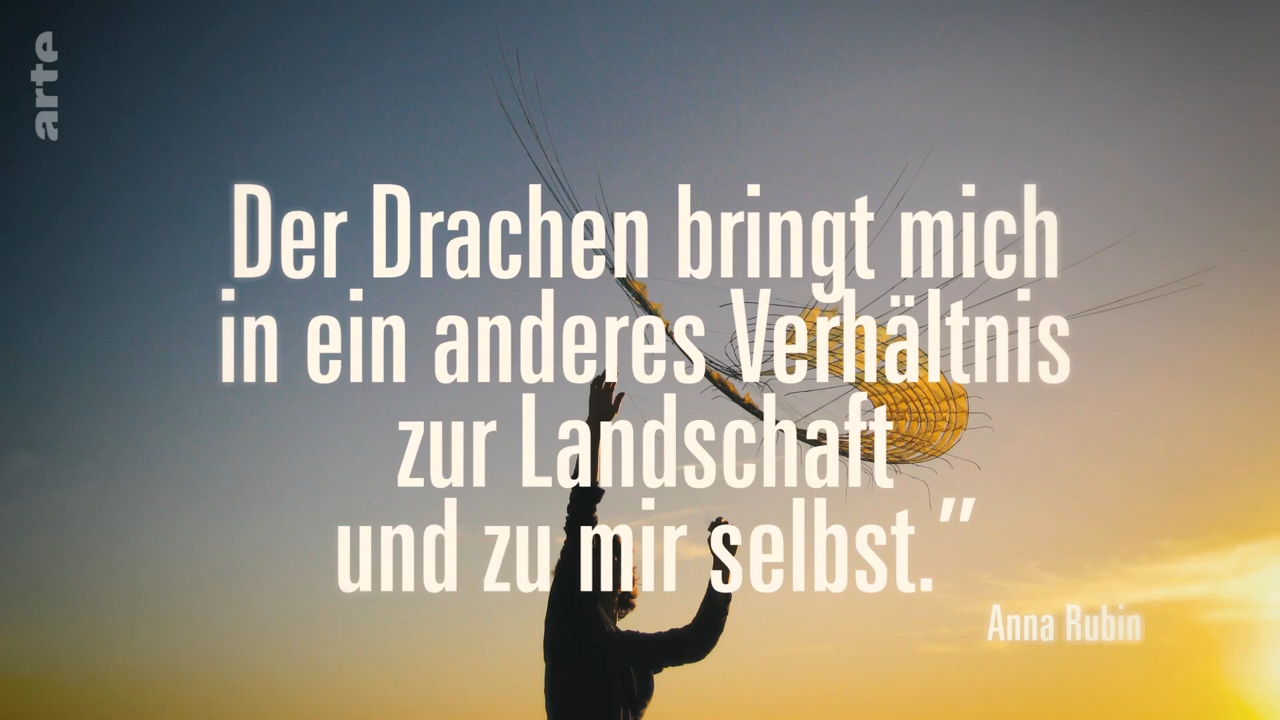 arte
Der Drachen bringt mich
in ein anderes Verhältnis
zur Landschaft
und zu mir selbst.”
Anna Rubin